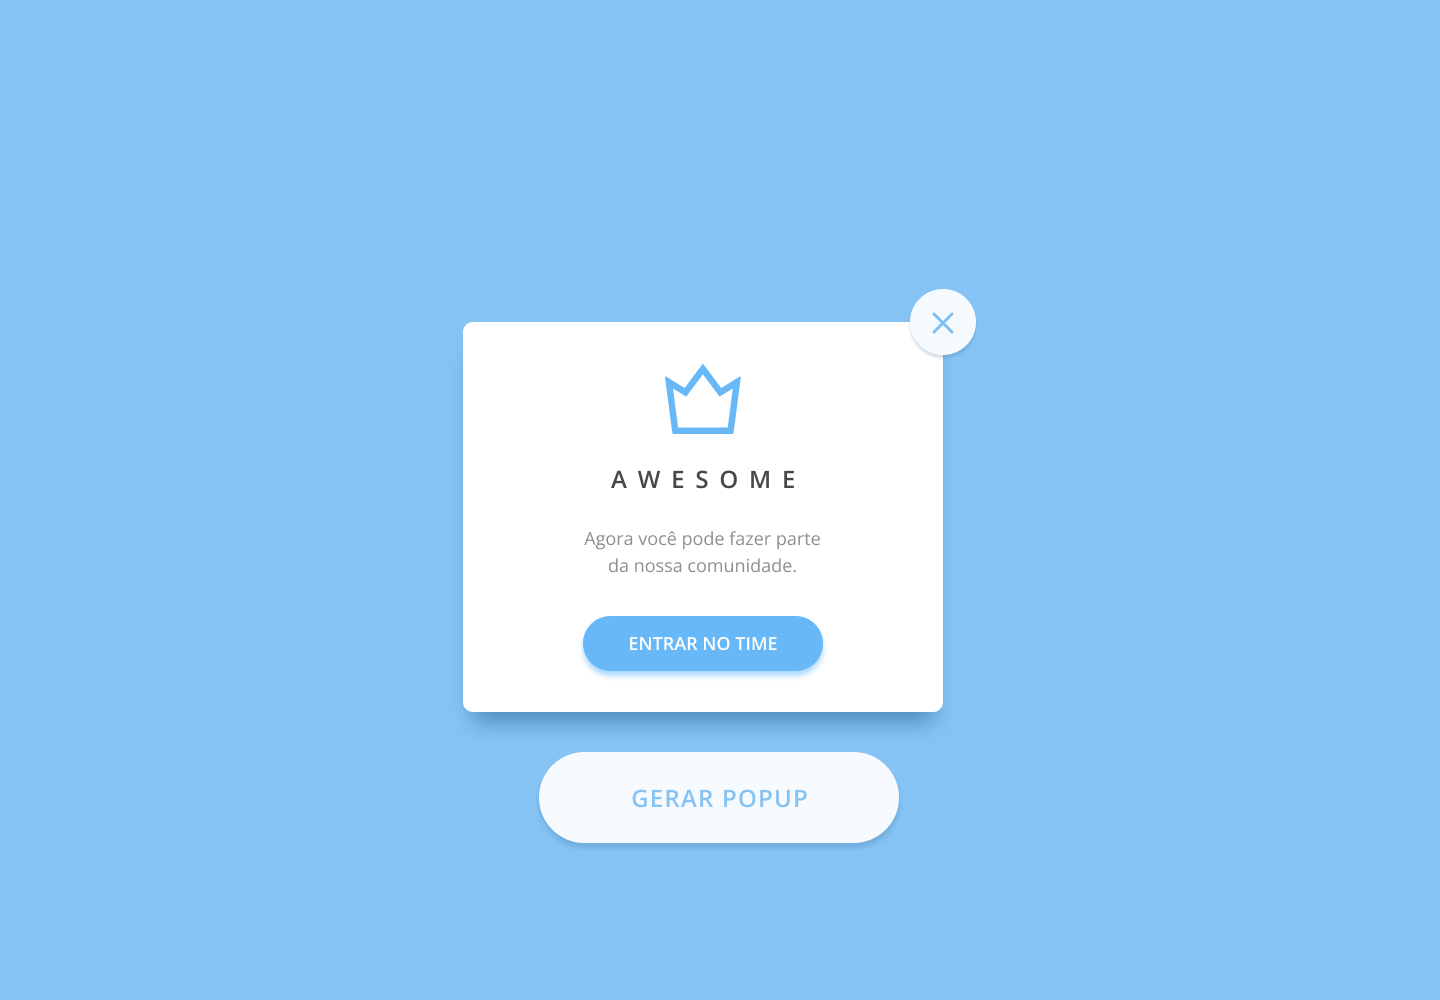 AWESOME
Agora você pode fazer parte
da nossa comunidade.
ENTRAR NO TIME
GERAR POPUP